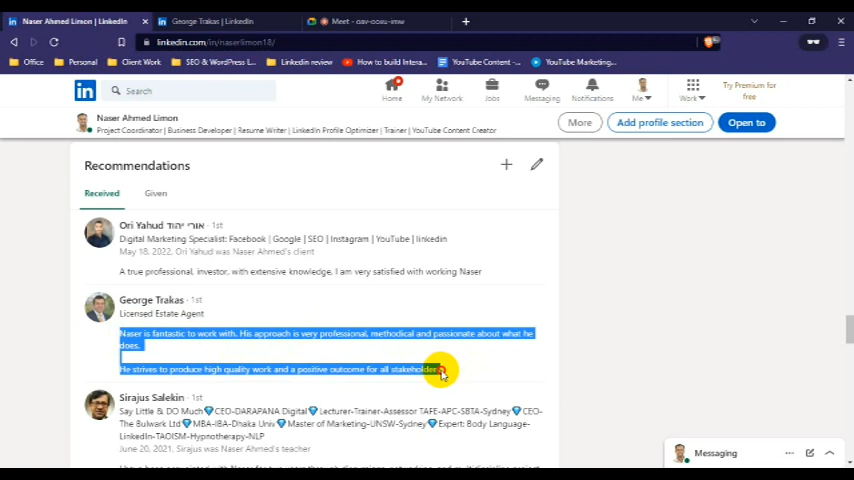 Naser Ahmed Limon | LinkedIn
George Trakas | LinkedIn
linkedin.com/in/naserlimon18/
Office
Personal
Client Work
SEO & WordPress L...
Linkedin review
How to build Intera...
YouTube Content -...
YouTube Marketing...
in
Search
Home
My Network
Jobs
Messaging
Notifications
Me
Work
Try Premium for
free
Naser Ahmed Limon
Project Coordinator | Business Developer | Resume Writer | LinkedIn Profile Optimizer | Trainer | YouTube Content Creator
More
Add profile section
Open to
Recommendations
Received
Given
Ori Yahud אורי יהוד · 1st
Digital Marketing Specialist: Facebook | Google | SEO | Instagram | YouTube | linkedin
May 18, 2022, Ori Yahud was Naser Ahmed's client
A true professional, investor, with extensive knowledge, I am very satisfied with working Naser
George Trakas · 1st
Licensed Estate Agent
Naser is fantastic to work with. His approach is very professional, methodical and passionate about what he
does.
He strives to produce high quality work and a positive outcome for all stakeholder
Sirajus Salekin · 1st
Say Little & DO Much💎CEO-DARAPANA Digital💎Lecturer-Trainer-Assessor TAFE-APC-SBTA-Sydney💎CEO-
The Bulwark Ltd💎MBA-IBA-Dhaka Univ💎Master of Marketing-UNSW-Sydney💎Expert: Body Language-
LinkedIn-TAOISM-Hypnotherapy-NLP
June 20, 2021, Sirajus was Naser Ahmed's teacher
Messaging